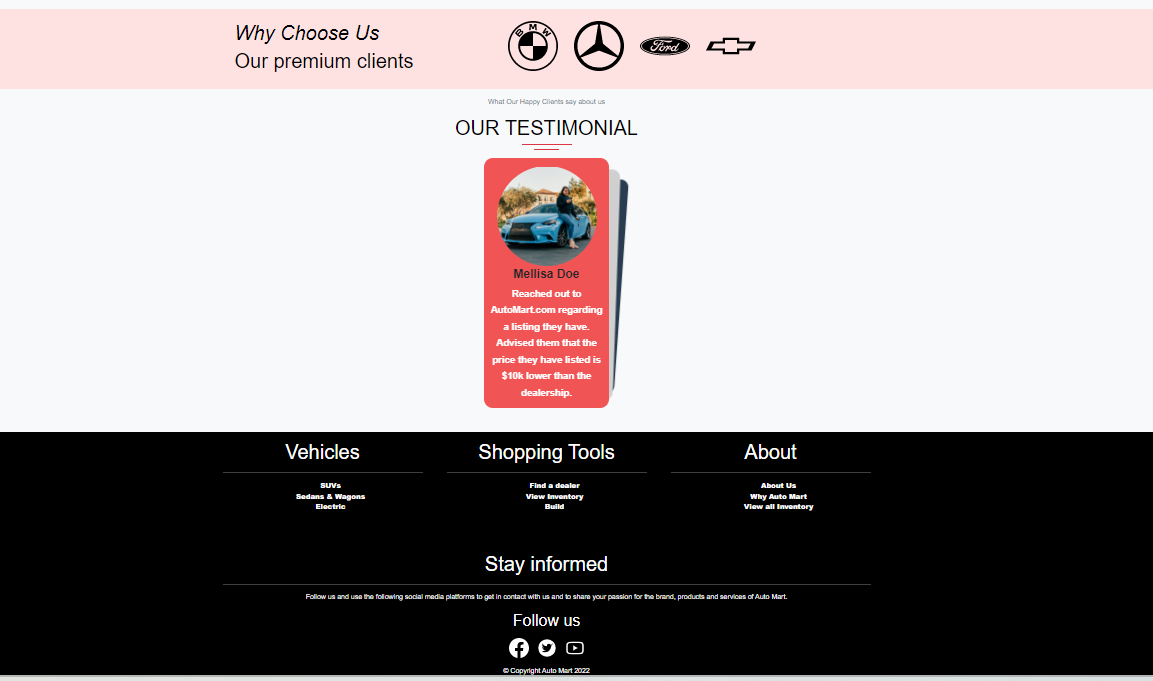 Why Choose Us
Our premium clients
BMW
Ford
What Our Happy Clients say about us
OUR TESTIMONIAL
Mellisa Doe
Reached out to
AutoMart.com regarding
a listing they have.
Advised them that the
price they have listed is
$10k lower than the
dealership.
Vehicles
SUVs
Sedans & Wagons
Electric
Shopping Tools
Find a dealer
View Inventory
Build
About
About Us
Why Auto Mart
View all Inventory
Stay informed
Follow us and use the following social media platforms to get in contact with us and to share your passion for the brand, products and services of Auto Mart.
Follow us
© Copyright Auto Mart 2022